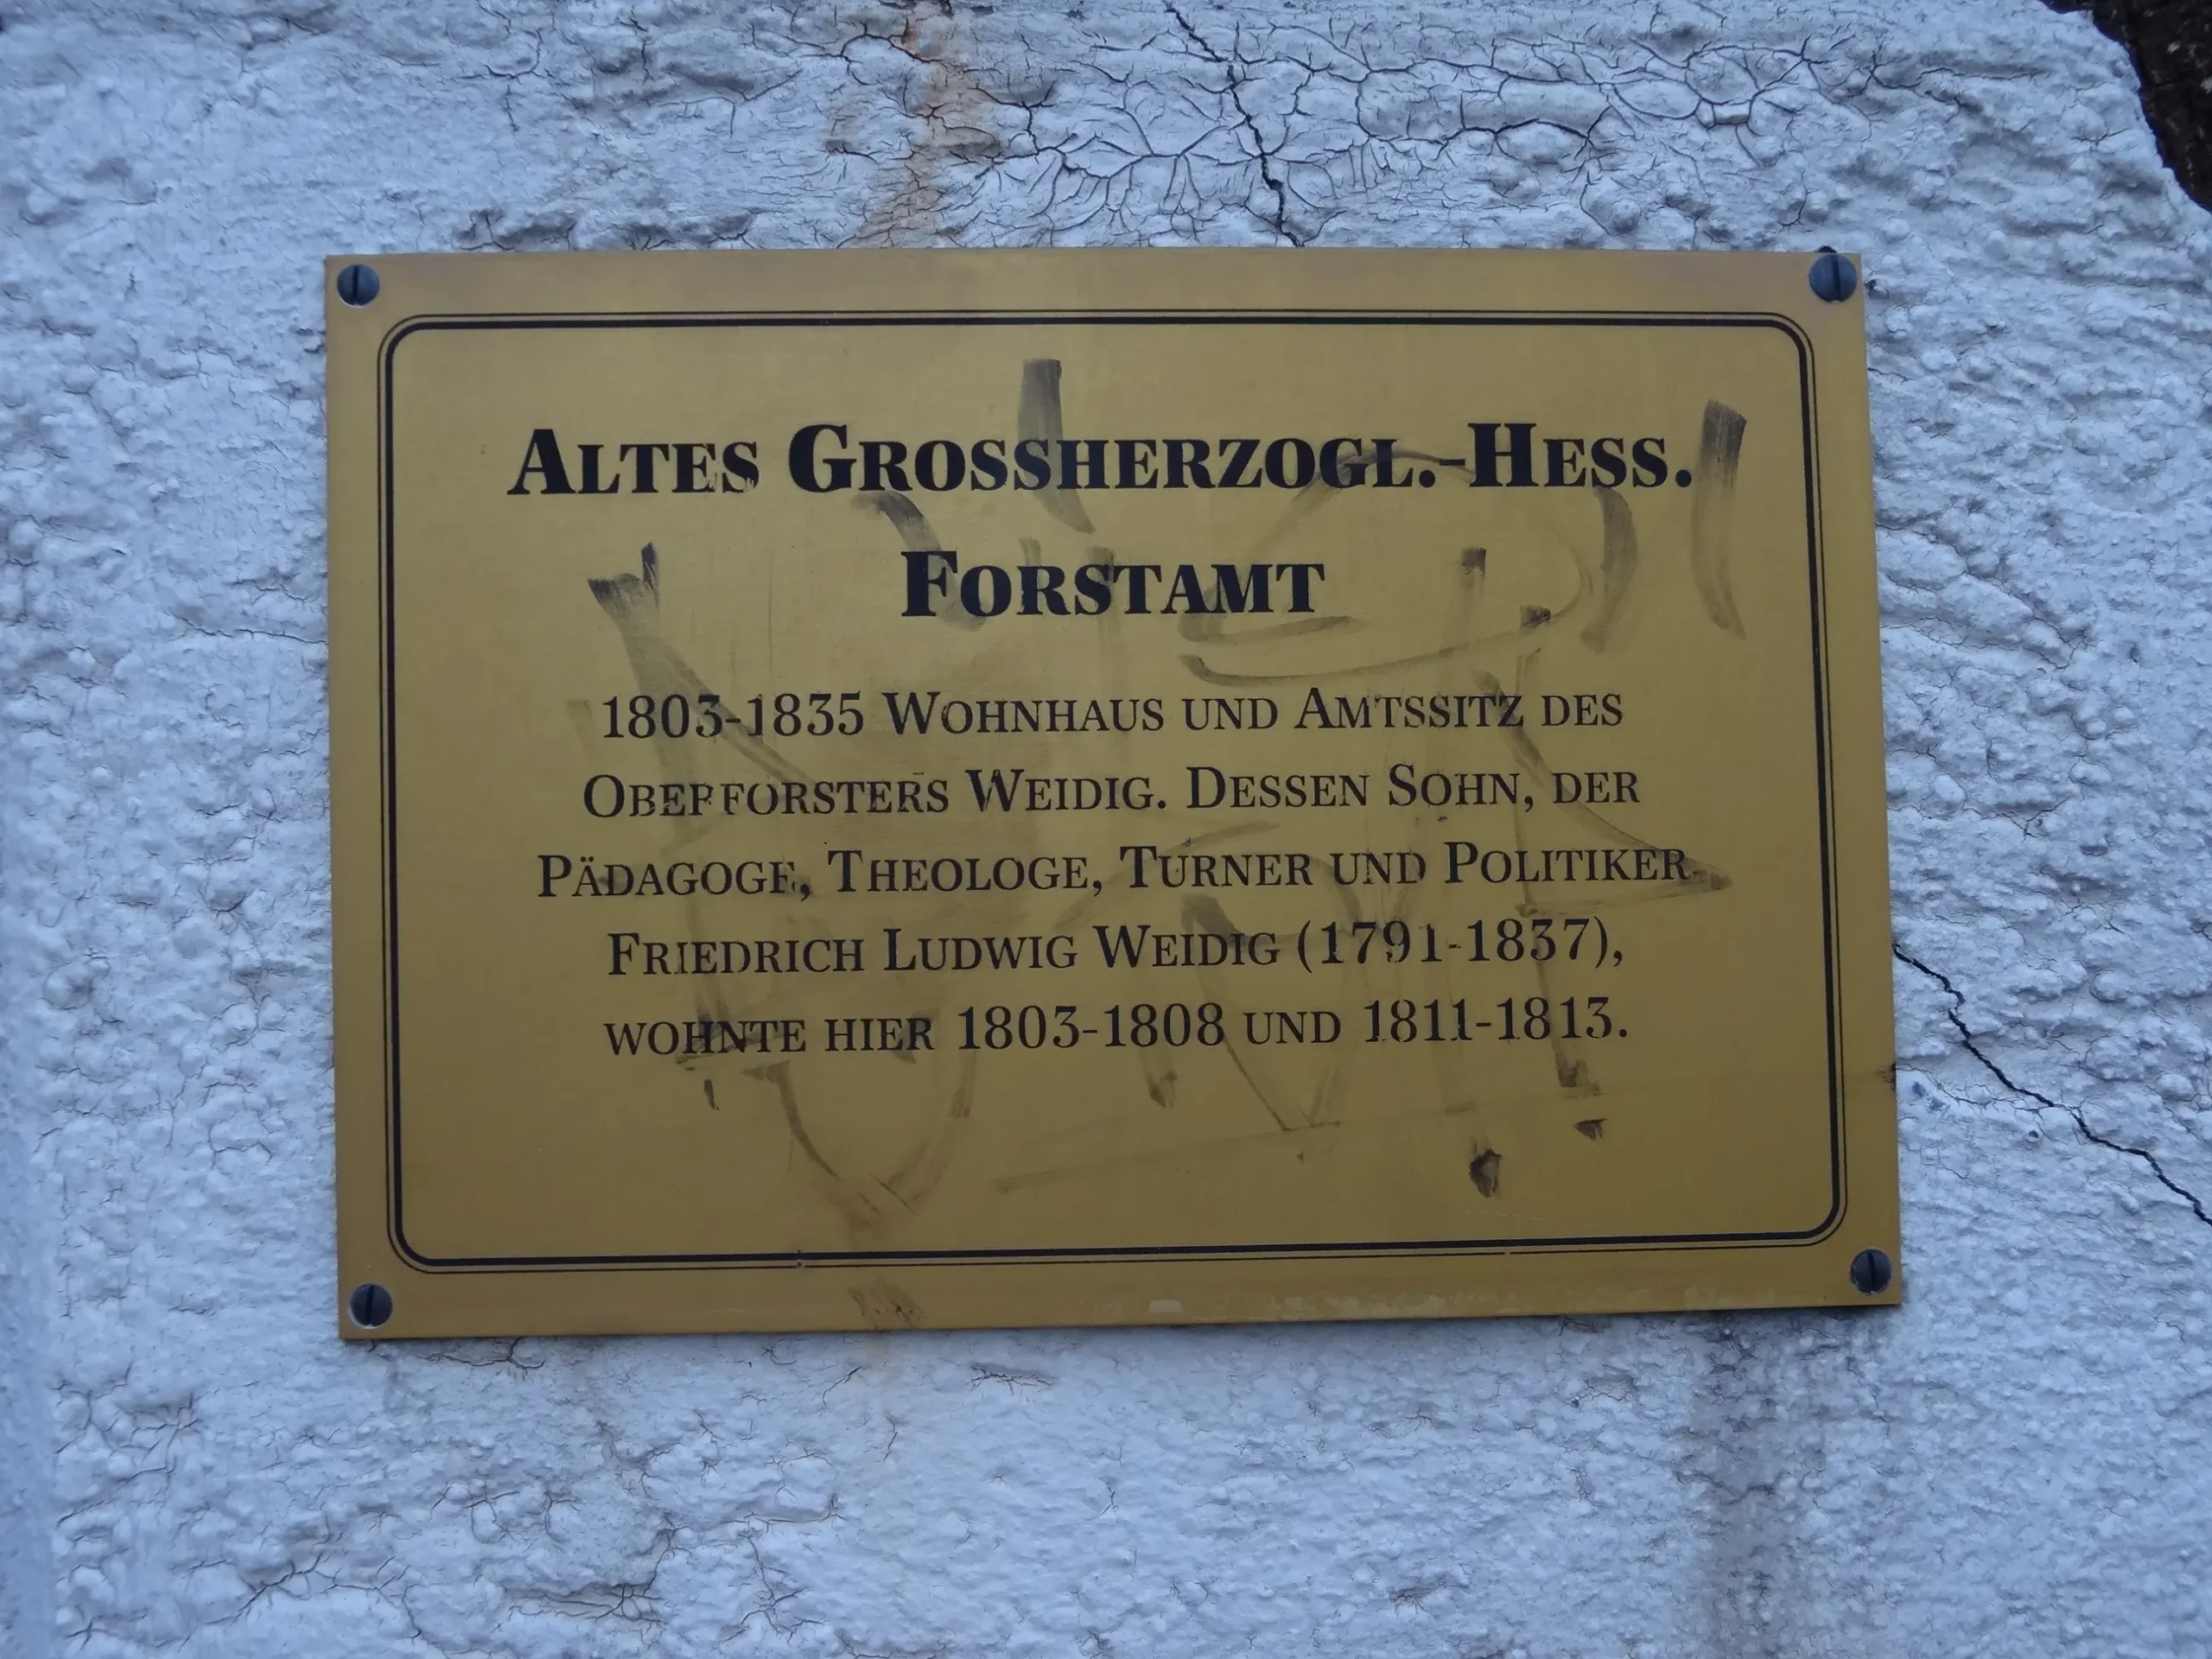 ALTES GROSSHERZOGL.-HESS.
FORSTAMT
1803-1835 WOHNHAUS UND AMTSSITZ DES
OBERFORSTERS WEIDIG. DESSEN SOHN, DER
PÄDAGOGE, THEOLOGE, TURNER UND POLITIKER
FRIEDRICH LUDWIG WEIDIG (1791-1837),
WOHNTE HIER 1803-1808 UND 1811-1813.